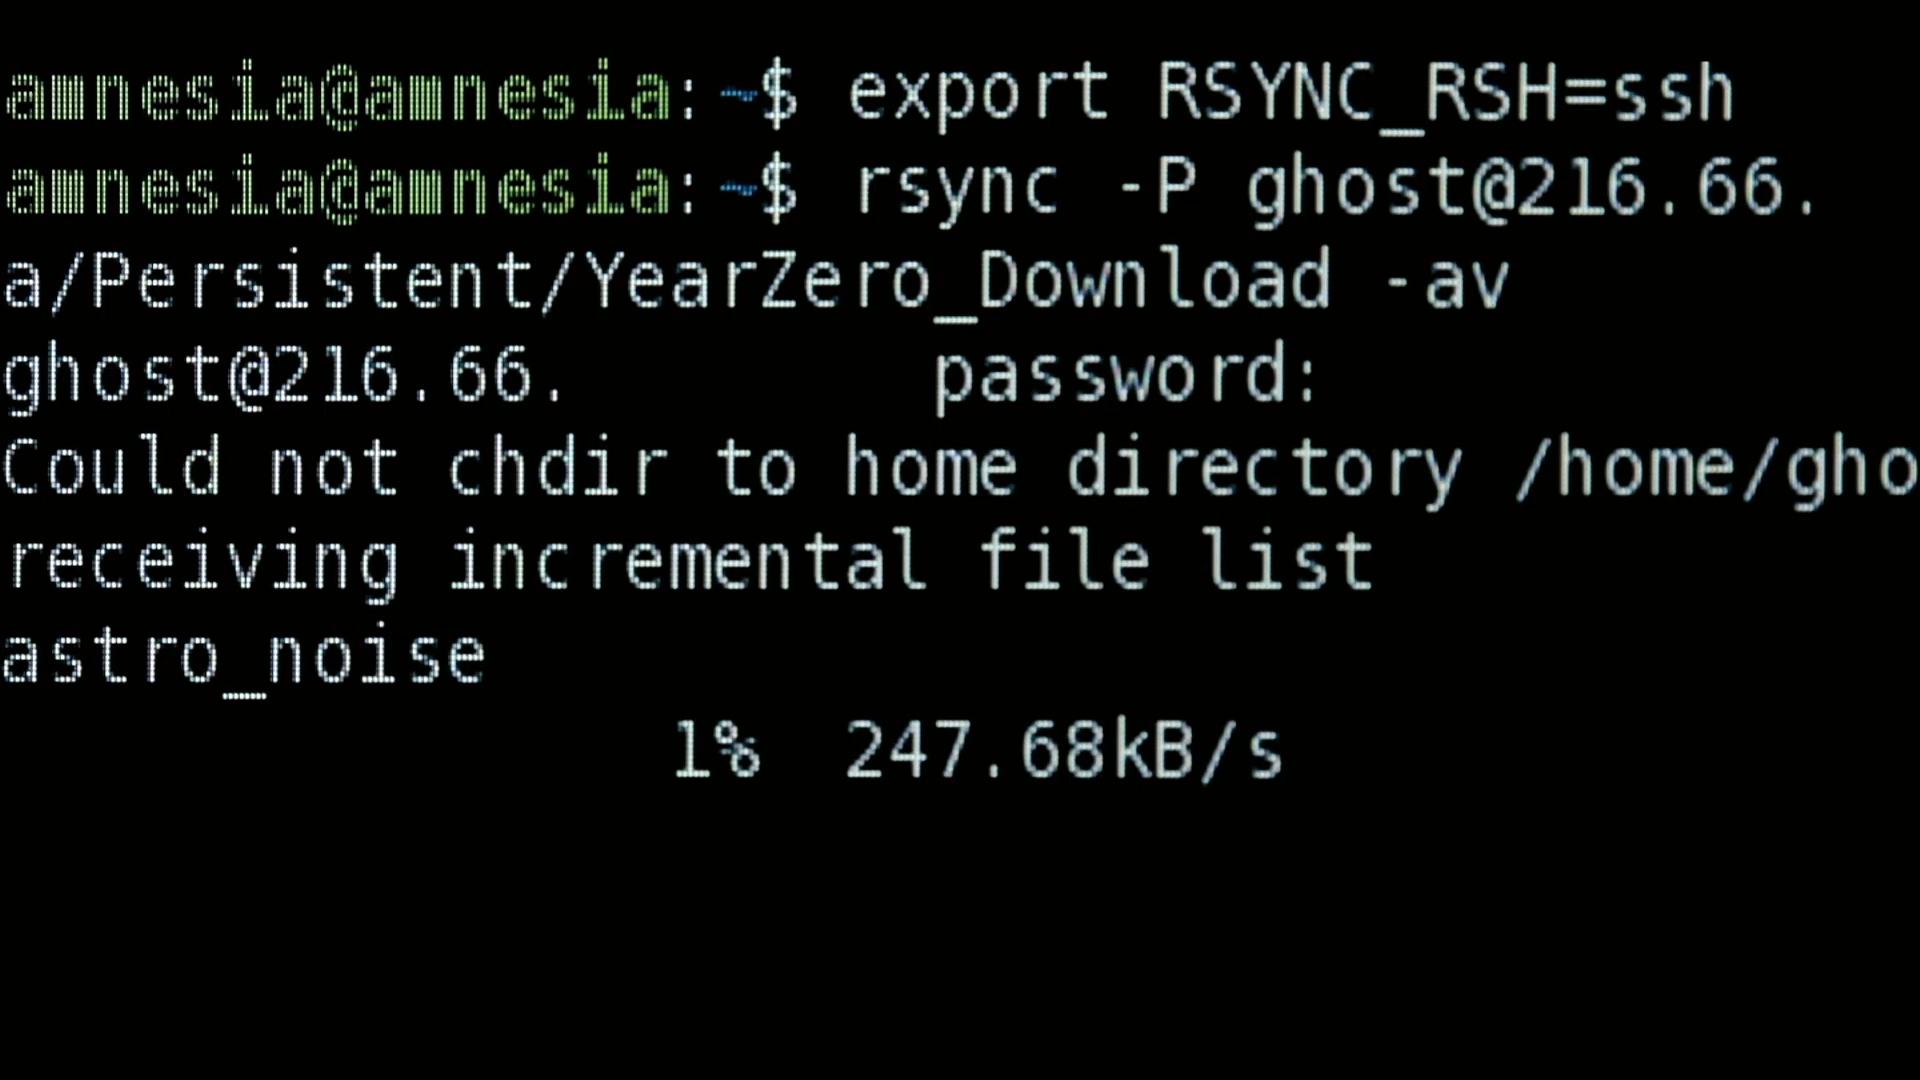 amnesia@amnesia:~$ export RSYNC_RSH=ssh
amnesia@amnesia:~$ rsync -P ghost@216.66.
a/Persistent/YearZero_Download -av
ghost@216.66. password:
Could not chdir to home directory /home/gho
receiving incremental file list
astro_noise
1% 247.68kB/s